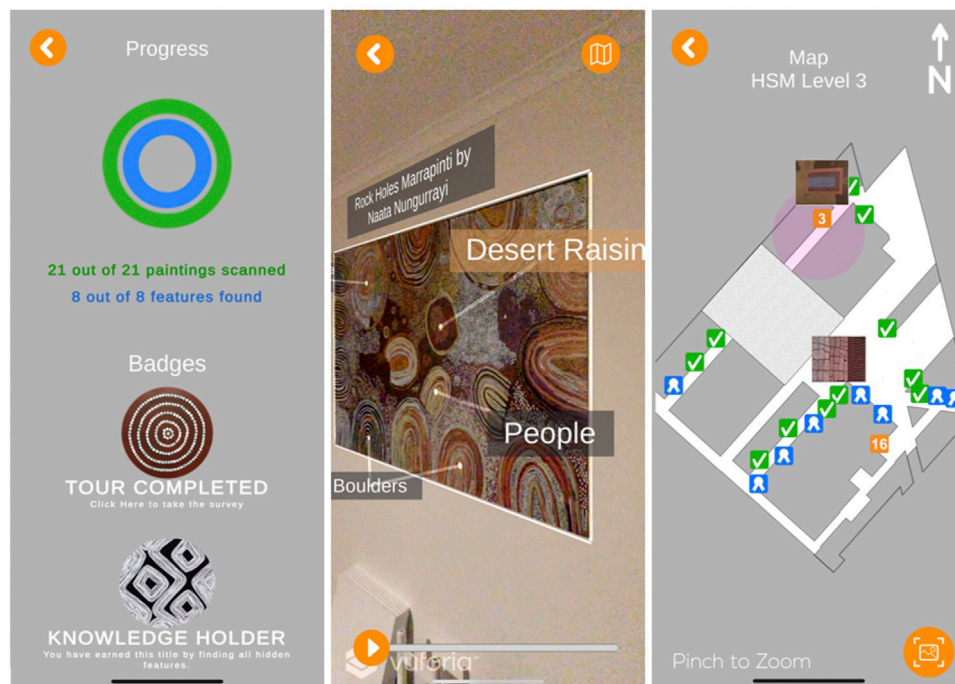 Progress
21 out of 21 paintings scanned
8 out of 8 features found
Badges
TOUR COMPLETED
Click Here to take the survey
KNOWLEDGE HOLDER
You have earned this title by finding all hidden
features.
Rock Holes Marrapinti by
Naata Nungurrayi
Desert Raisin
People
Boulders
vuforia™
Map
HSM Level 3
N
3
16
Pinch to Zoom